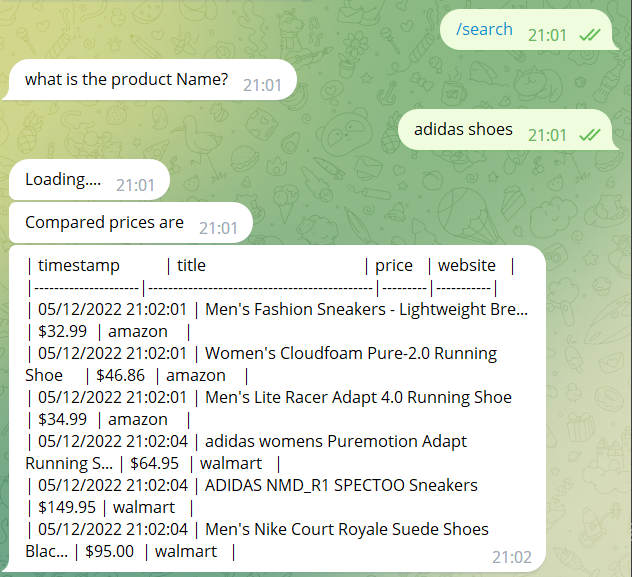 /search 21:01
what is the product Name? 21:01
adidas shoes 21:01
Loading.... 21:01
Compared prices are 21:01
| timestamp | title | price | website |
|---------------------|--------------------------------------------|---------|-----------|
| 05/12/2022 21:02:01 | Men's Fashion Sneakers - Lightweight Bre...
| $32.99 | amazon |
| 05/12/2022 21:02:01 | Women's Cloudfoam Pure-2.0 Running
Shoe | $46.86 | amazon |
| 05/12/2022 21:02:01 | Men's Lite Racer Adapt 4.0 Running Shoe
| $34.99 | amazon |
| 05/12/2022 21:02:04 | adidas womens Puremotion Adapt
Running S... | $64.95 | walmart |
| 05/12/2022 21:02:04 | ADIDAS NMD_R1 SPECTOO Sneakers
| $149.95 | walmart |
| 05/12/2022 21:02:04 | Men's Nike Court Royale Suede Shoes
Blac... | $95.00 | walmart |
21:02